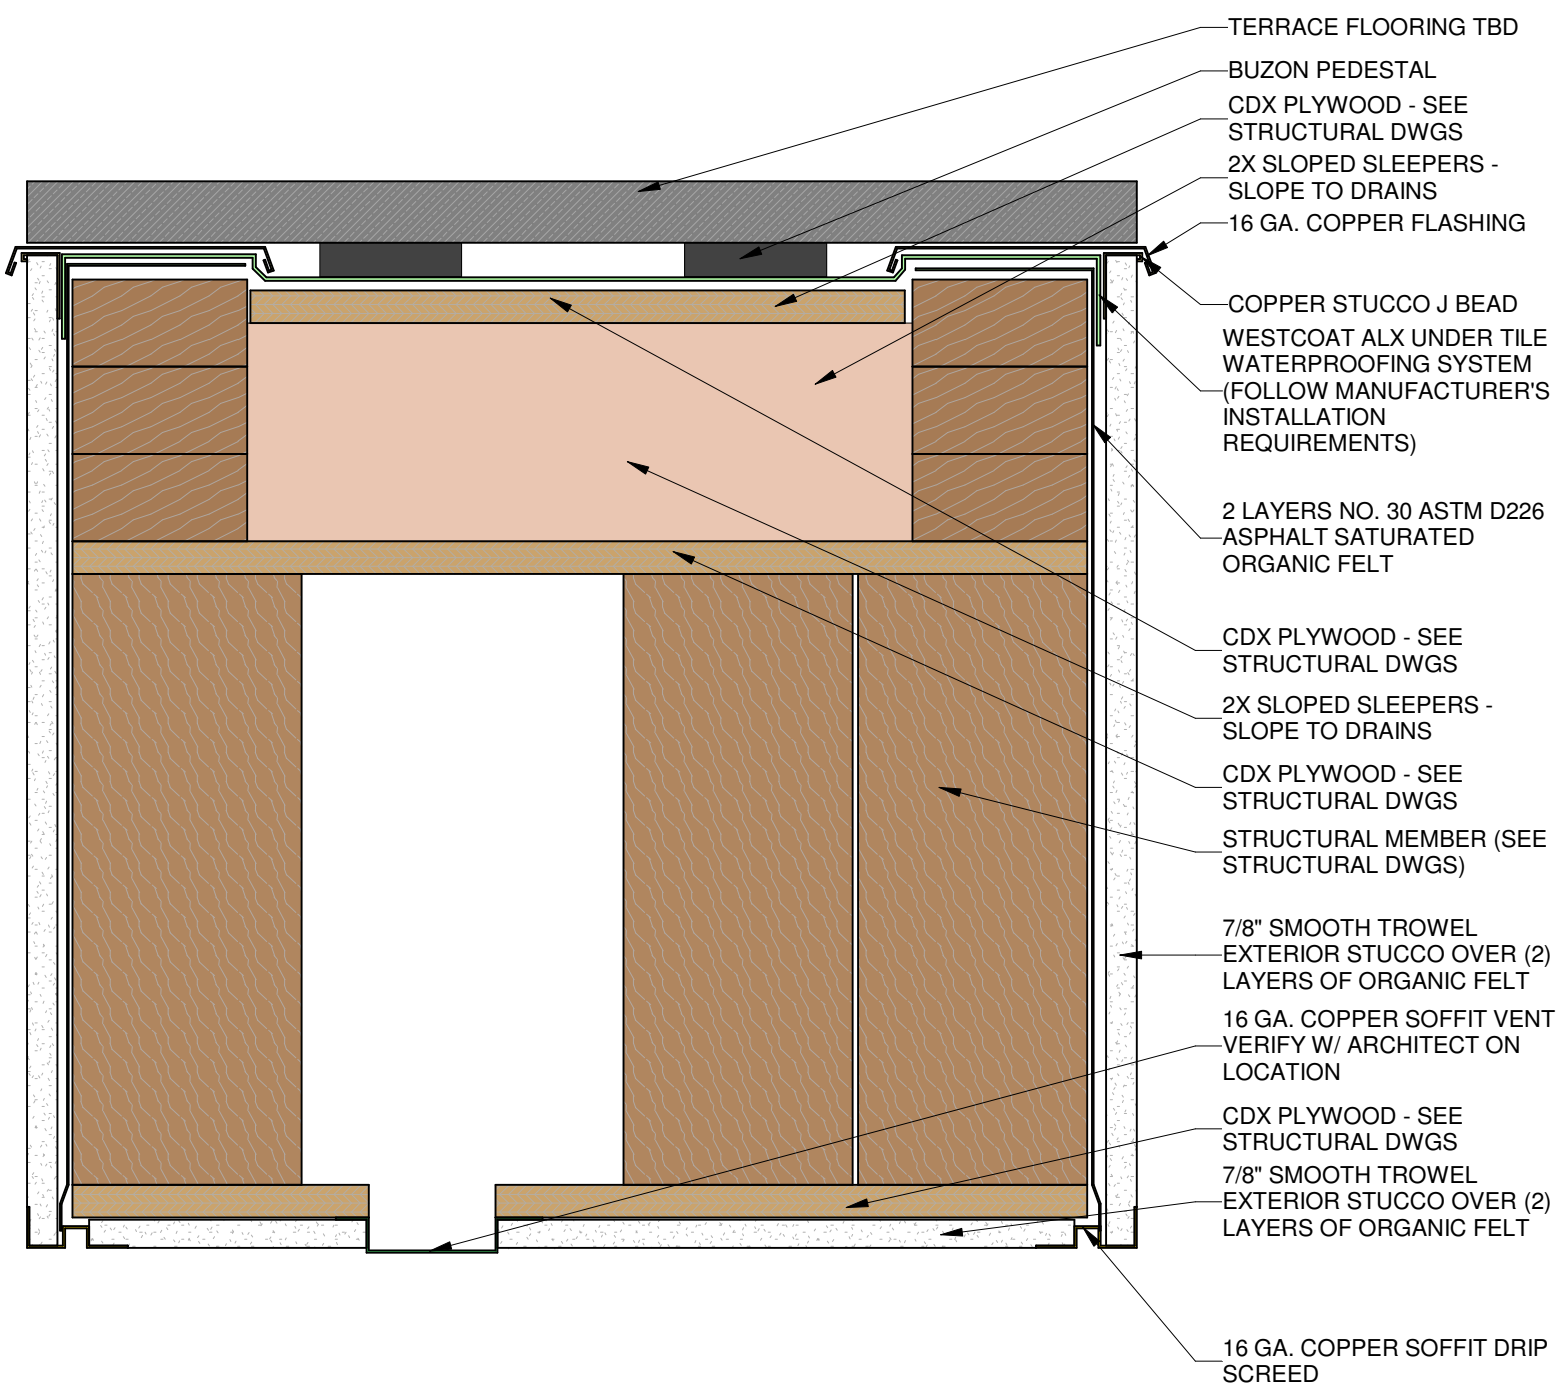 TERRACE FLOORING TBD
BUZON PEDESTAL
CDX PLYWOOD - SEE
STRUCTURAL DWGS
2X SLOPED SLEEPERS -
SLOPE TO DRAINS
16 GA. COPPER FLASHING
COPPER STUCCO J BEAD
WESTCOAT ALX UNDER TILE
WATERPROOFING SYSTEM
(FOLLOW MANUFACTURER'S
INSTALLATION
REQUIREMENTS)
2 LAYERS NO. 30 ASTM D226
ASPHALT SATURATED
ORGANIC FELT
CDX PLYWOOD - SEE
STRUCTURAL DWGS
2X SLOPED SLEEPERS -
SLOPE TO DRAINS
CDX PLYWOOD - SEE
STRUCTURAL DWGS
STRUCTURAL MEMBER (SEE
STRUCTURAL DWGS)
7/8" SMOOTH TROWEL
EXTERIOR STUCCO OVER (2)
LAYERS OF ORGANIC FELT
16 GA. COPPER SOFFIT VENT
VERIFY W/ ARCHITECT ON
LOCATION
CDX PLYWOOD - SEE
STRUCTURAL DWGS
7/8" SMOOTH TROWEL
EXTERIOR STUCCO OVER (2)
LAYERS OF ORGANIC FELT
16 GA. COPPER SOFFIT DRIP
SCREED